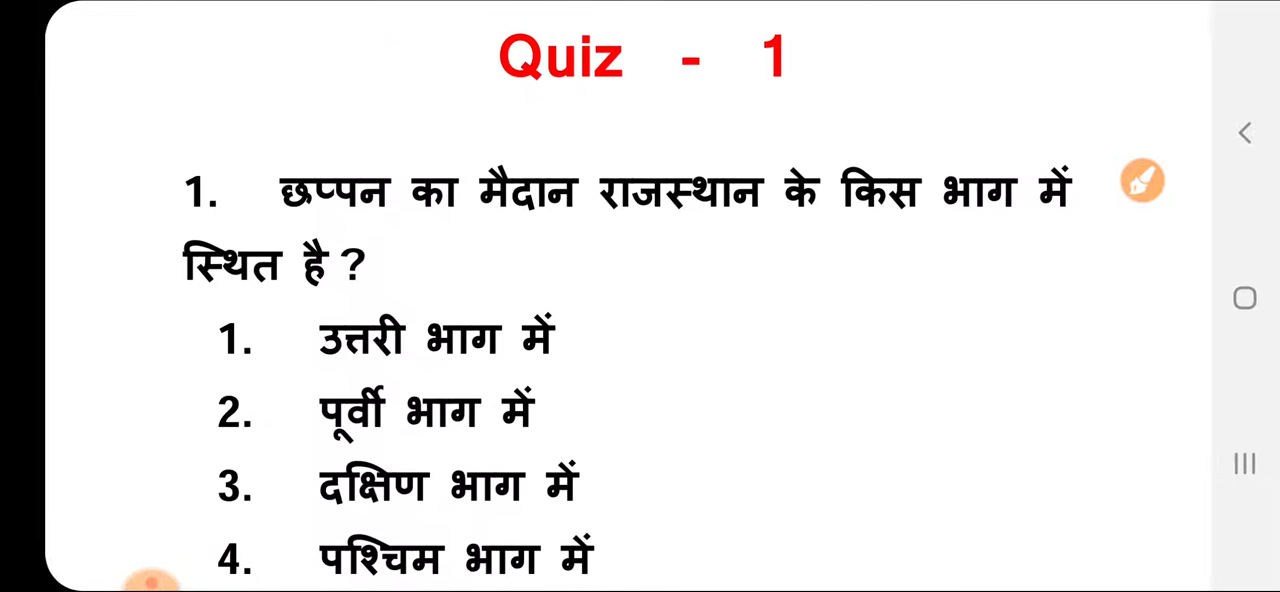 Quiz - 1
1. छप्पन का मैदान राजस्थान के किस भाग में
स्थित है ?
1. उत्तरी भाग में
2. पूर्वी भाग में
3. दक्षिण भाग में
4. पश्चिम भाग में